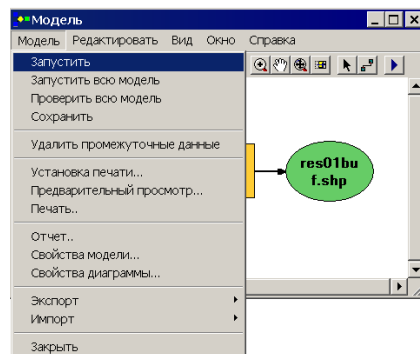 Модель
Модель Редактировать Вид Окно Справка
Запустить
Запустить всю модель
Проверить всю модель
Сохранить
Удалить промежуточные данные
Установка печати...
Предварительный просмотр...
Печать..
Отчет..
Свойства модели...
Свойства диаграммы...
Экспорт
Импорт
Закрыть
res01bu
f.shp